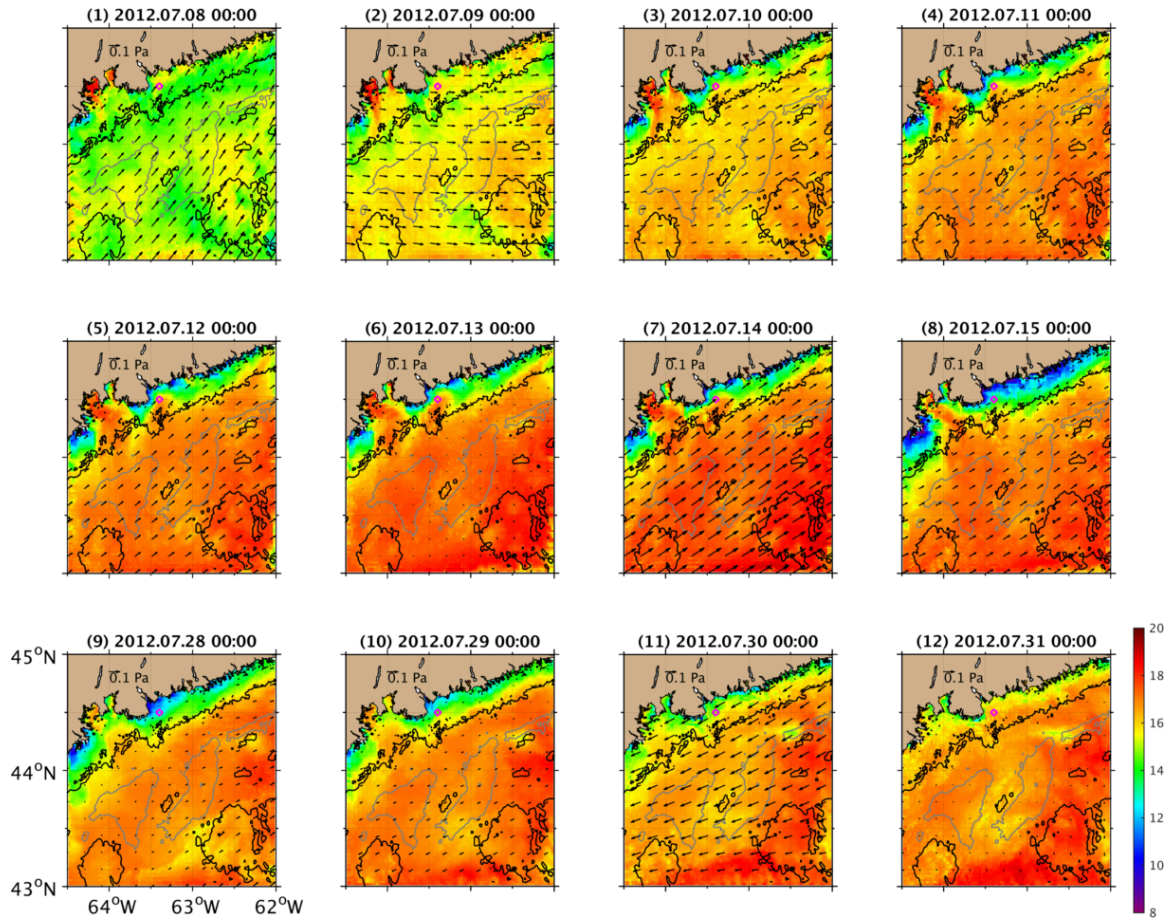 (1) 2012.07.08 00:00
(2) 2012.07.09 00:00
(3) 2012.07.10 00:00
(4) 2012.07.11 00:00
0.1 Pa
0.1 Pa
0.1 Pa
0.1 Pa
(5) 2012.07.12 00:00
(6) 2012.07.13 00:00
(7) 2012.07.14 00:00
(8) 2012.07.15 00:00
0.1 Pa
0.1 Pa
0.1 Pa
0.1 Pa
(9) 2012.07.28 00:00
(10) 2012.07.29 00:00
(11) 2012.07.30 00:00
(12) 2012.07.31 00:00
0.1 Pa
0.1 Pa
0.1 Pa
0.1 Pa
45°N
44°N
43°N
64°W
63°W
62°W
20
18
16
14
12
10
8